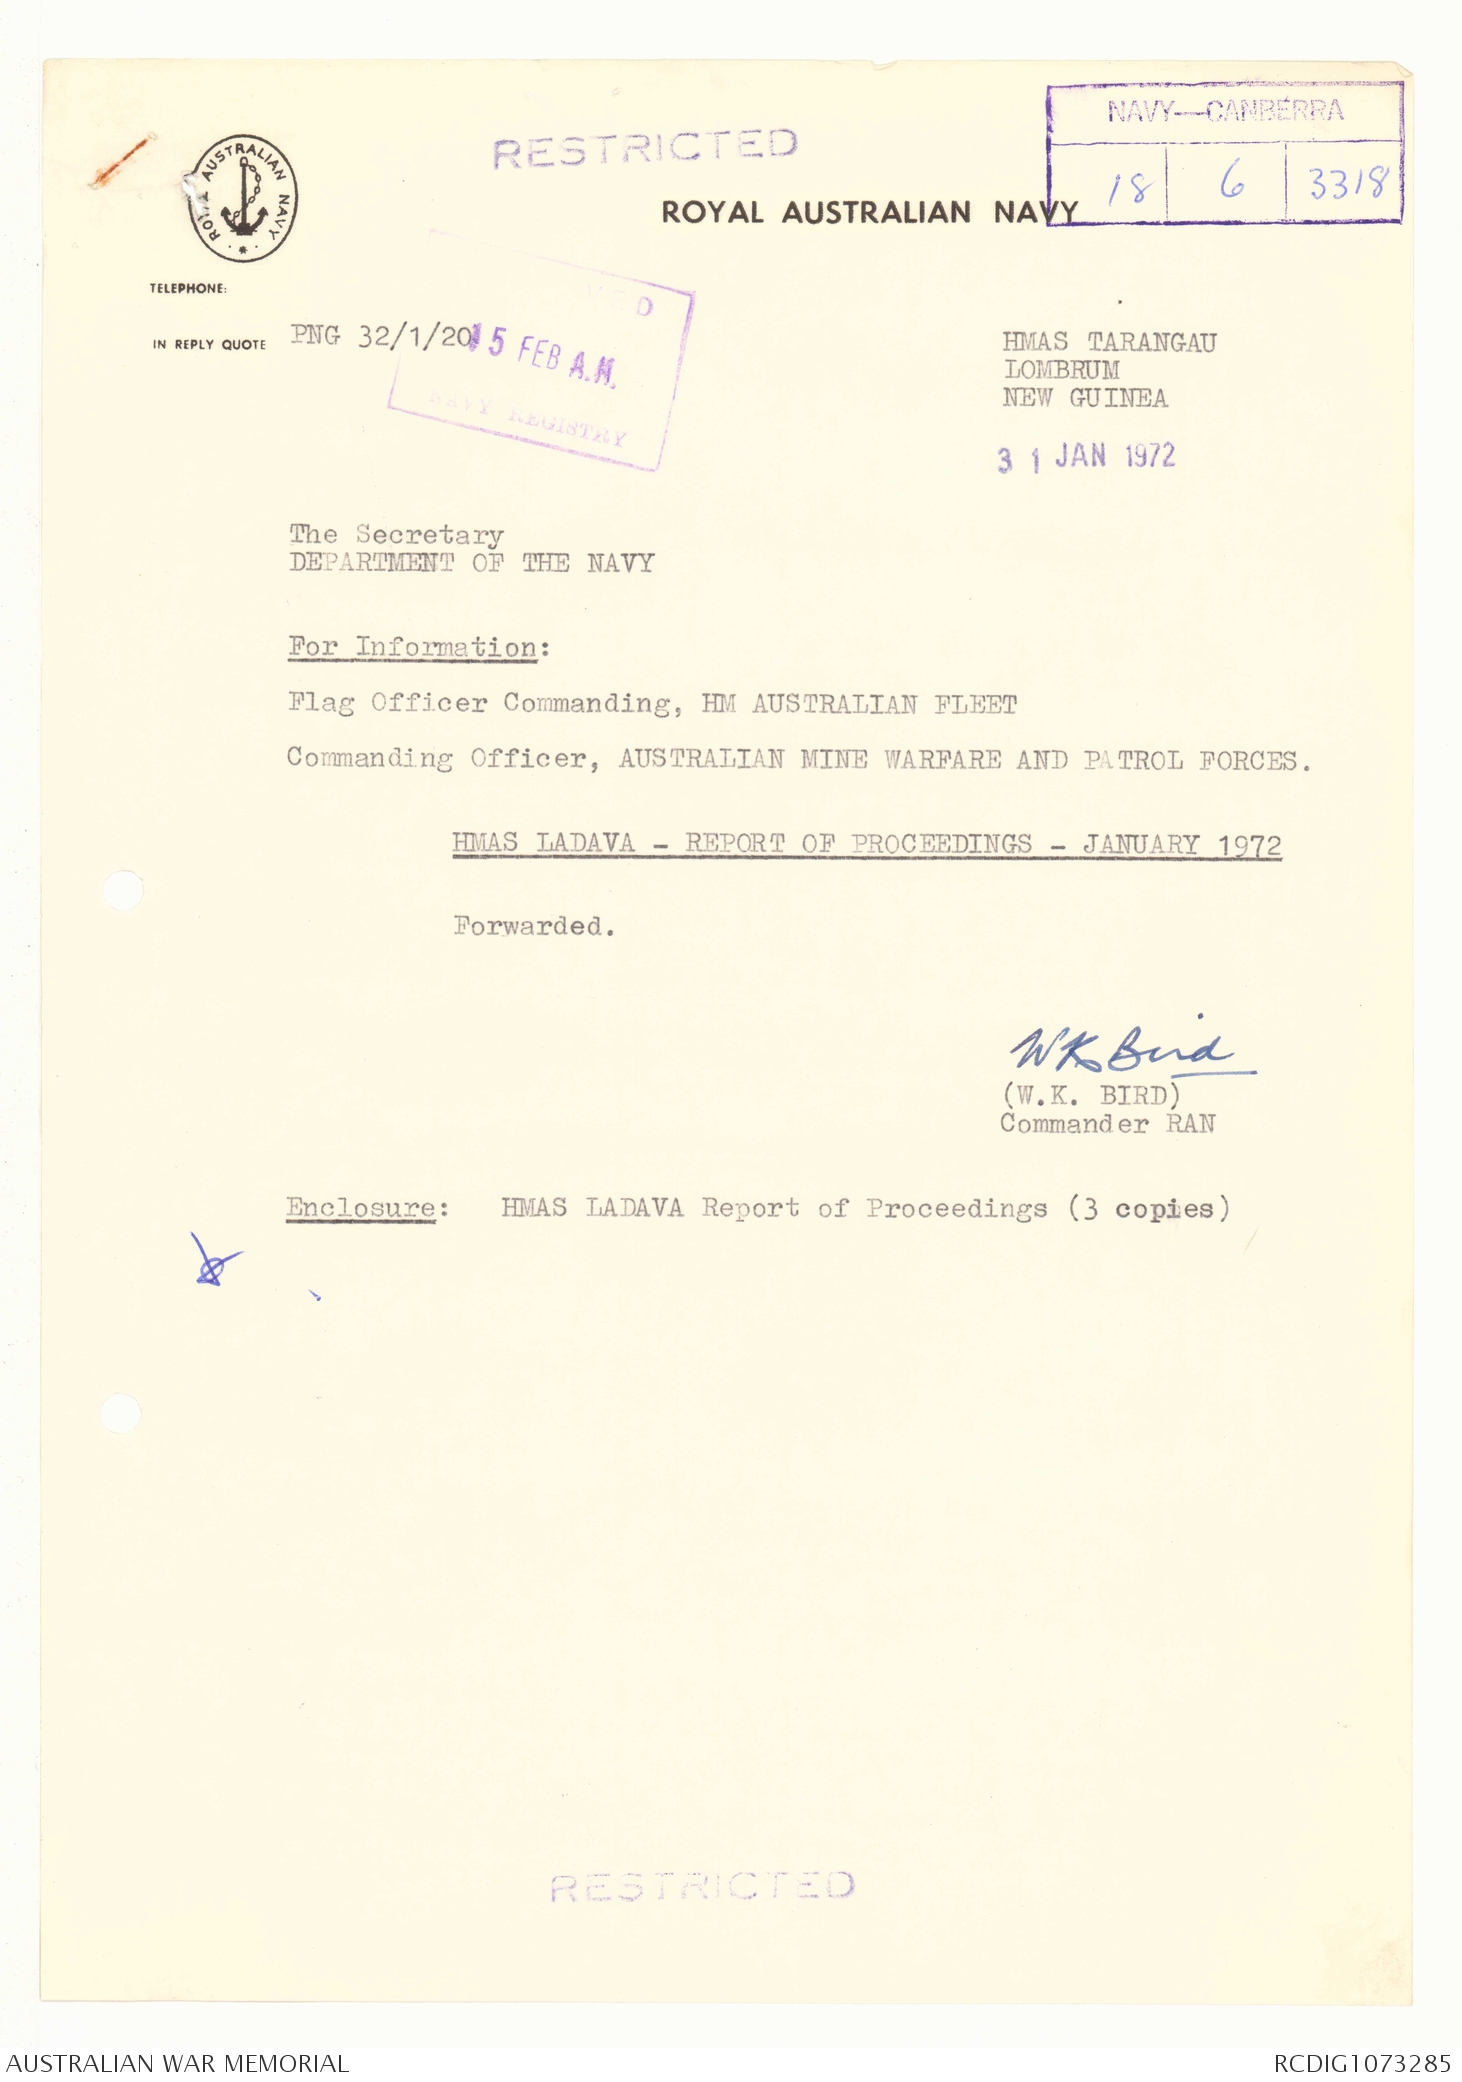 RESTRICTED
NAVY—CANBERRA
18 6 3318
ROYAL AUSTRALIAN NAVY
ROYAL AUSTRALIAN NAVY
TELEPHONE:
IN REPLY QUOTE PNG 32/1/20
15 FEB A.M.
NAVY REGISTRY
HMAS TARANGAU
LOMBRUM
NEW GUINEA
31 JAN 1972
The Secretary
DEPARTMENT OF THE NAVY
For Information:
Flag Officer Commanding, HM AUSTRALIAN FLEET
Commanding Officer, AUSTRALIAN MINE WARFARE AND PATROL FORCES.
HMAS LADAVA - REPORT OF PROCEEDINGS - JANUARY 1972
Forwarded.
WK Bird
(W.K. BIRD)
Commander RAN
Enclosure: HMAS LADAVA Report of Proceedings (3 copies)
RESTRICTED
AUSTRALIAN WAR MEMORIAL
RCDIG1073285